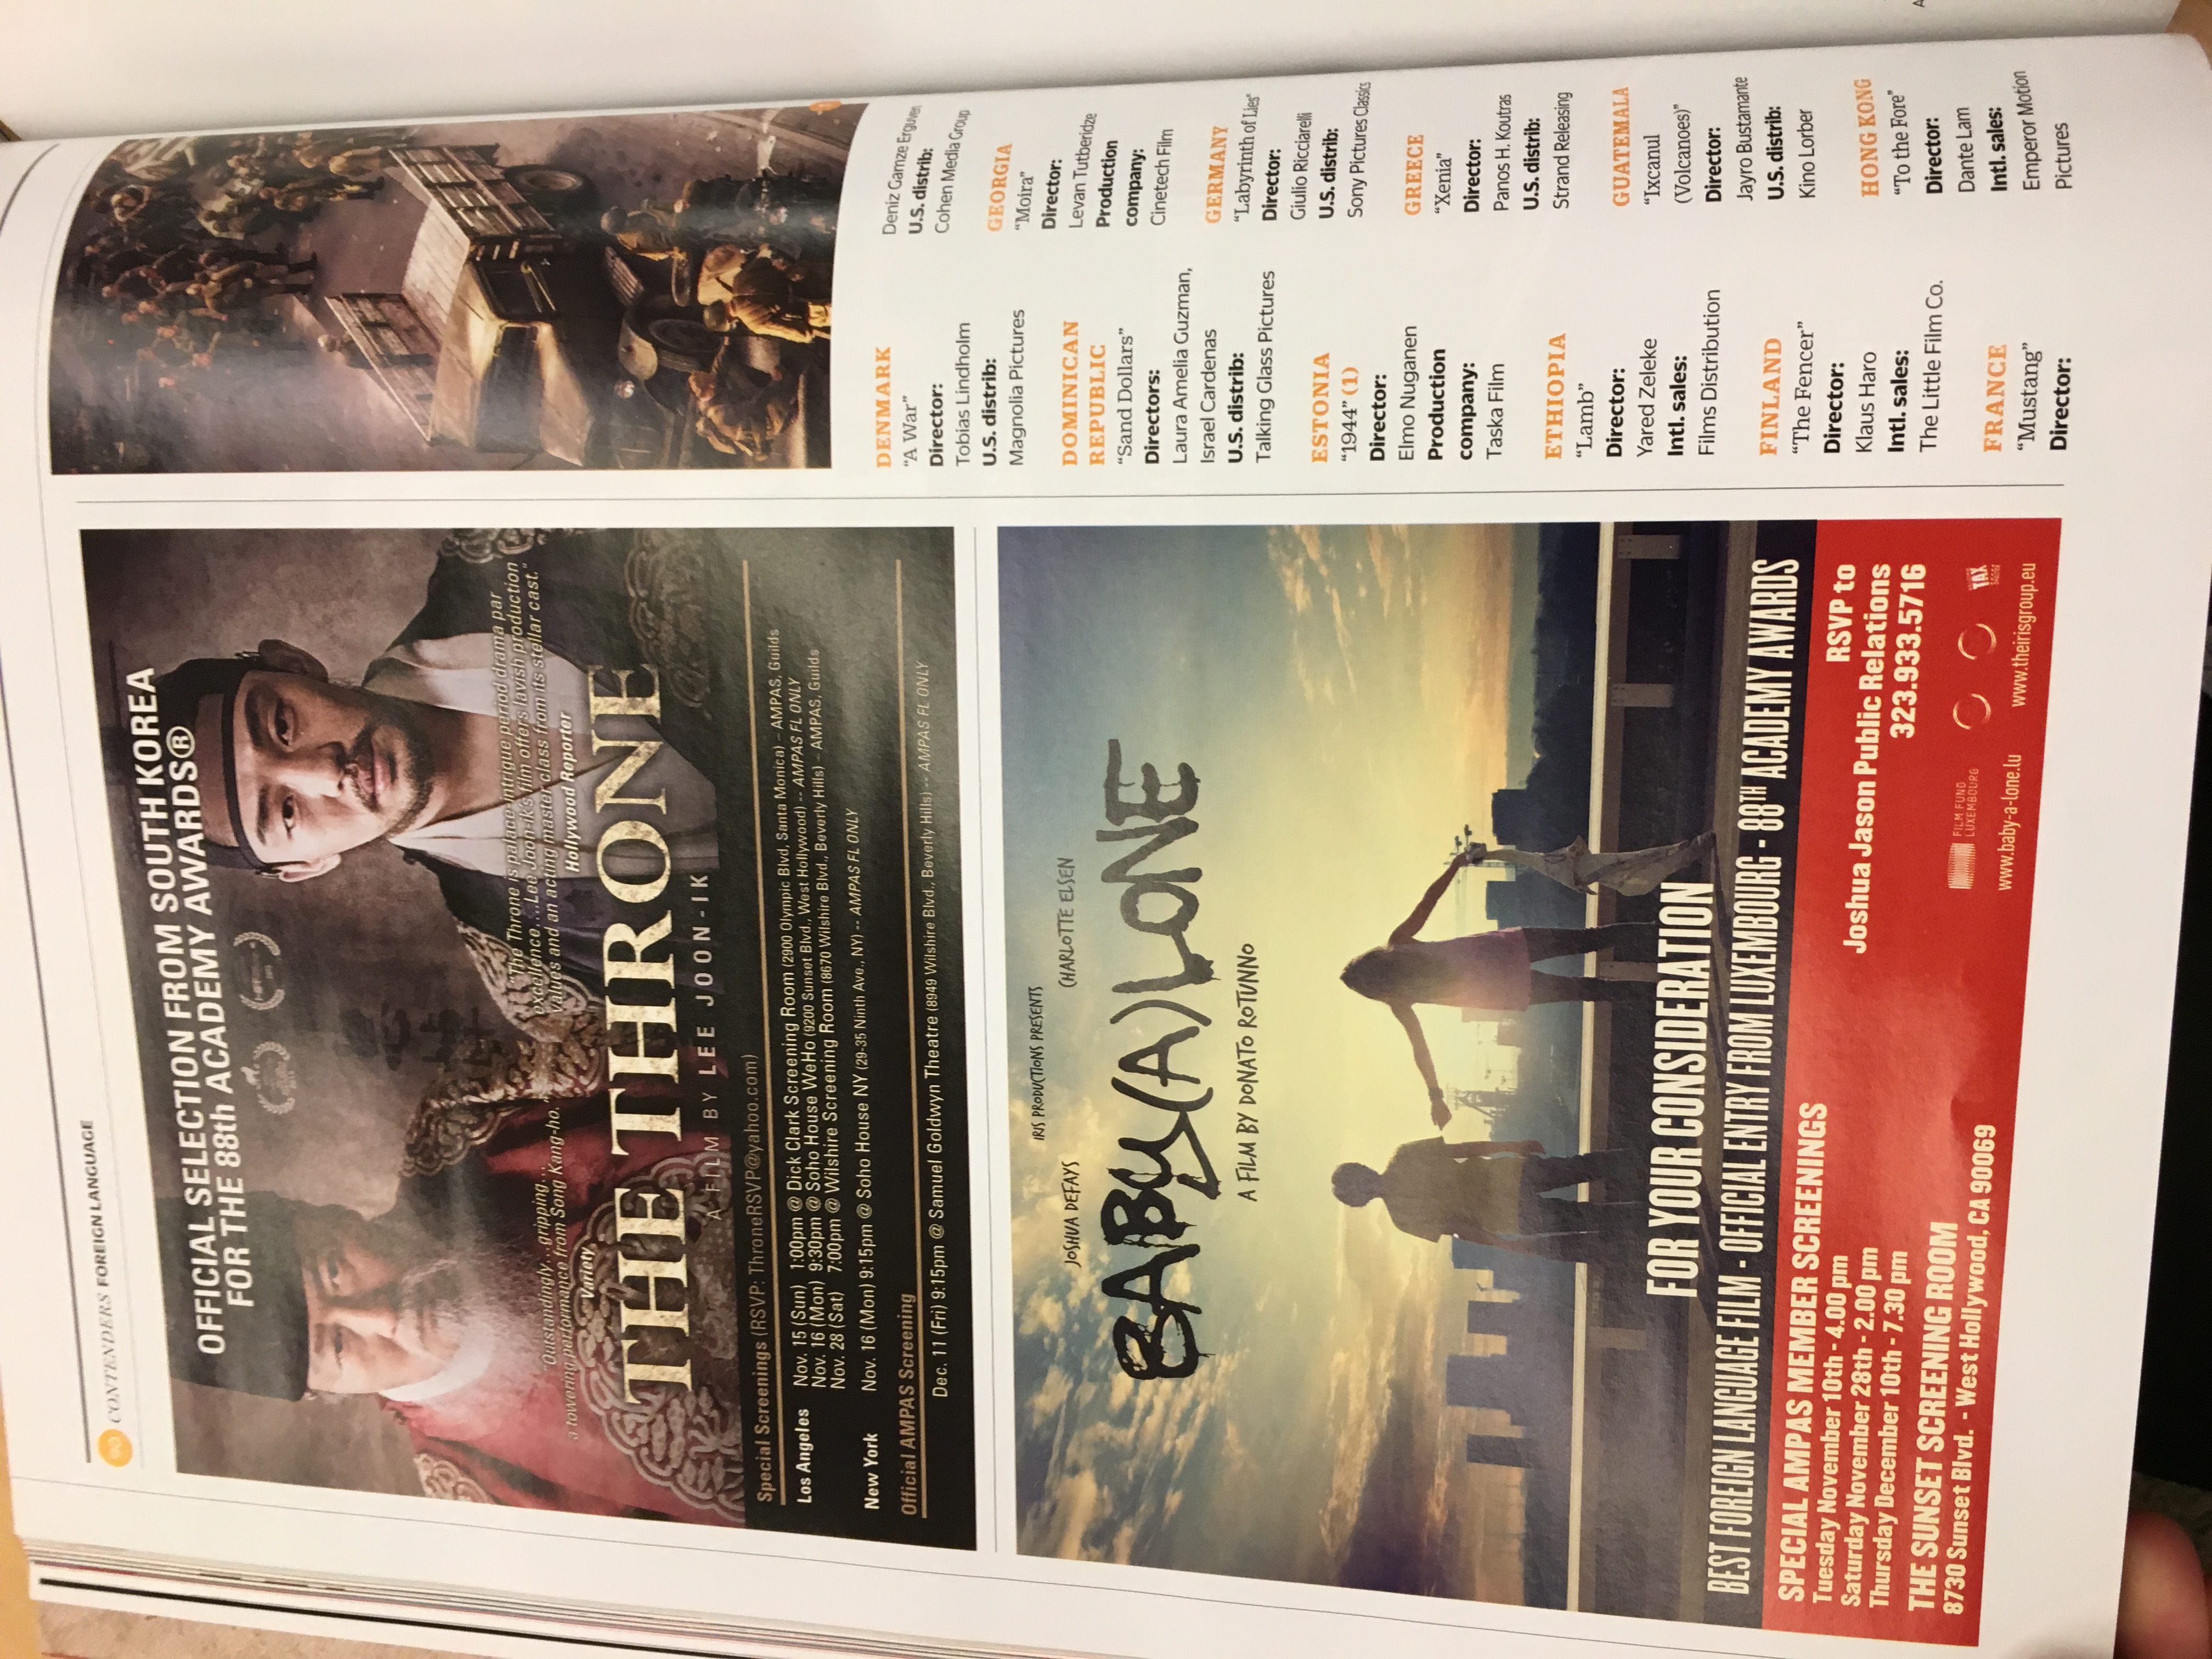 90 CONTENDERS FOREIGN LANGUAGE
OFFICIAL SELECTION FROM SOUTH KOREA
FOR THE 88th ACADEMY AWARDS®
"Outstandingly...gripping...
a towering performance from Song Kang-ho."
Variety
"The Throne is palace-intrigue period drama par
excellence....Lee Joon-ik's film offers lavish production
values and an acting master class from its stellar cast."
Hollywood Reporter
THE THRONE
A FILM BY LEE JOON-IK
Special Screenings (RSVP: ThroneRSVP@yahoo.com)
Los Angeles Nov. 15 (Sun) 1:00pm @ Dick Clark Screening Room (2900 Olympic Blvd, Santa Monica) – AMPAS, Guilds
Nov. 16 (Mon) 9:30pm @ Soho House WeHo (9200 Sunset Blvd., West Hollywood) -- AMPAS FL ONLY
Nov. 28 (Sat) 7:00pm @ Wilshire Screening Room (8670 Wilshire Blvd., Beverly Hills) – AMPAS, Guilds
New York Nov. 16 (Mon) 9:15pm @ Soho House NY (29-35 Ninth Ave., NY) -- AMPAS FL ONLY
Official AMPAS Screening
Dec. 11 (Fri) 9:15pm @ Samuel Goldwyn Theatre (8949 Wilshire Blvd., Beverly Hills) -- AMPAS FL ONLY
IRIS PRODUCTIONS PRESENTS
JOSHUA DEFAYS CHARLOTTE ELSEN
BABY(A)LONE
A FILM BY DONATO ROTUNNO
FOR YOUR CONSIDERATION
BEST FOREIGN LANGUAGE FILM - OFFICIAL ENTRY FROM LUXEMBOURG - 88TH ACADEMY AWARDS
SPECIAL AMPAS MEMBER SCREENINGS
Tuesday November 10th - 4.00 pm
Saturday November 28th - 2.00 pm
Thursday December 10th - 7.30 pm
THE SUNSET SCREENING ROOM
8730 Sunset Blvd. - West Hollywood, CA 90069
RSVP to
Joshua Jason Public Relations
323.933.5716
FILM FUND
LUXEMBOURG
TAX
www.baby-a-lone.lu www.theirisgroup.eu
DENMARK
"A War"
Director:
Tobias Lindholm
U.S. distrib:
Magnolia Pictures
DOMINICAN
REPUBLIC
"Sand Dollars"
Directors:
Laura Amelia Guzman,
Israel Cardenas
U.S. distrib:
Talking Glass Pictures
ESTONIA
"1944" (1)
Director:
Elmo Nuganen
Production
company:
Taska Film
ETHIOPIA
"Lamb"
Director:
Yared Zeleke
Intl. sales:
Films Distribution
FINLAND
"The Fencer"
Director:
Klaus Haro
Intl. sales:
The Little Film Co.
FRANCE
"Mustang"
Director:
Deniz Gamze Erguven
U.S. distrib:
Cohen Media Group
GEORGIA
"Moira"
Director:
Levan Tutberidze
Production
company:
Cinetech Film
GERMANY
"Labyrinth of Lies"
Director:
Giulio Ricciarelli
U.S. distrib:
Sony Pictures Classics
GREECE
"Xenia"
Director:
Panos H. Koutras
U.S. distrib:
Strand Releasing
GUATEMALA
"Ixcanul
(Volcanoes)"
Director:
Jayro Bustamante
U.S. distrib:
Kino Lorber
HONG KONG
"To the Fore"
Director:
Dante Lam
Intl. sales:
Emperor Motion
Pictures